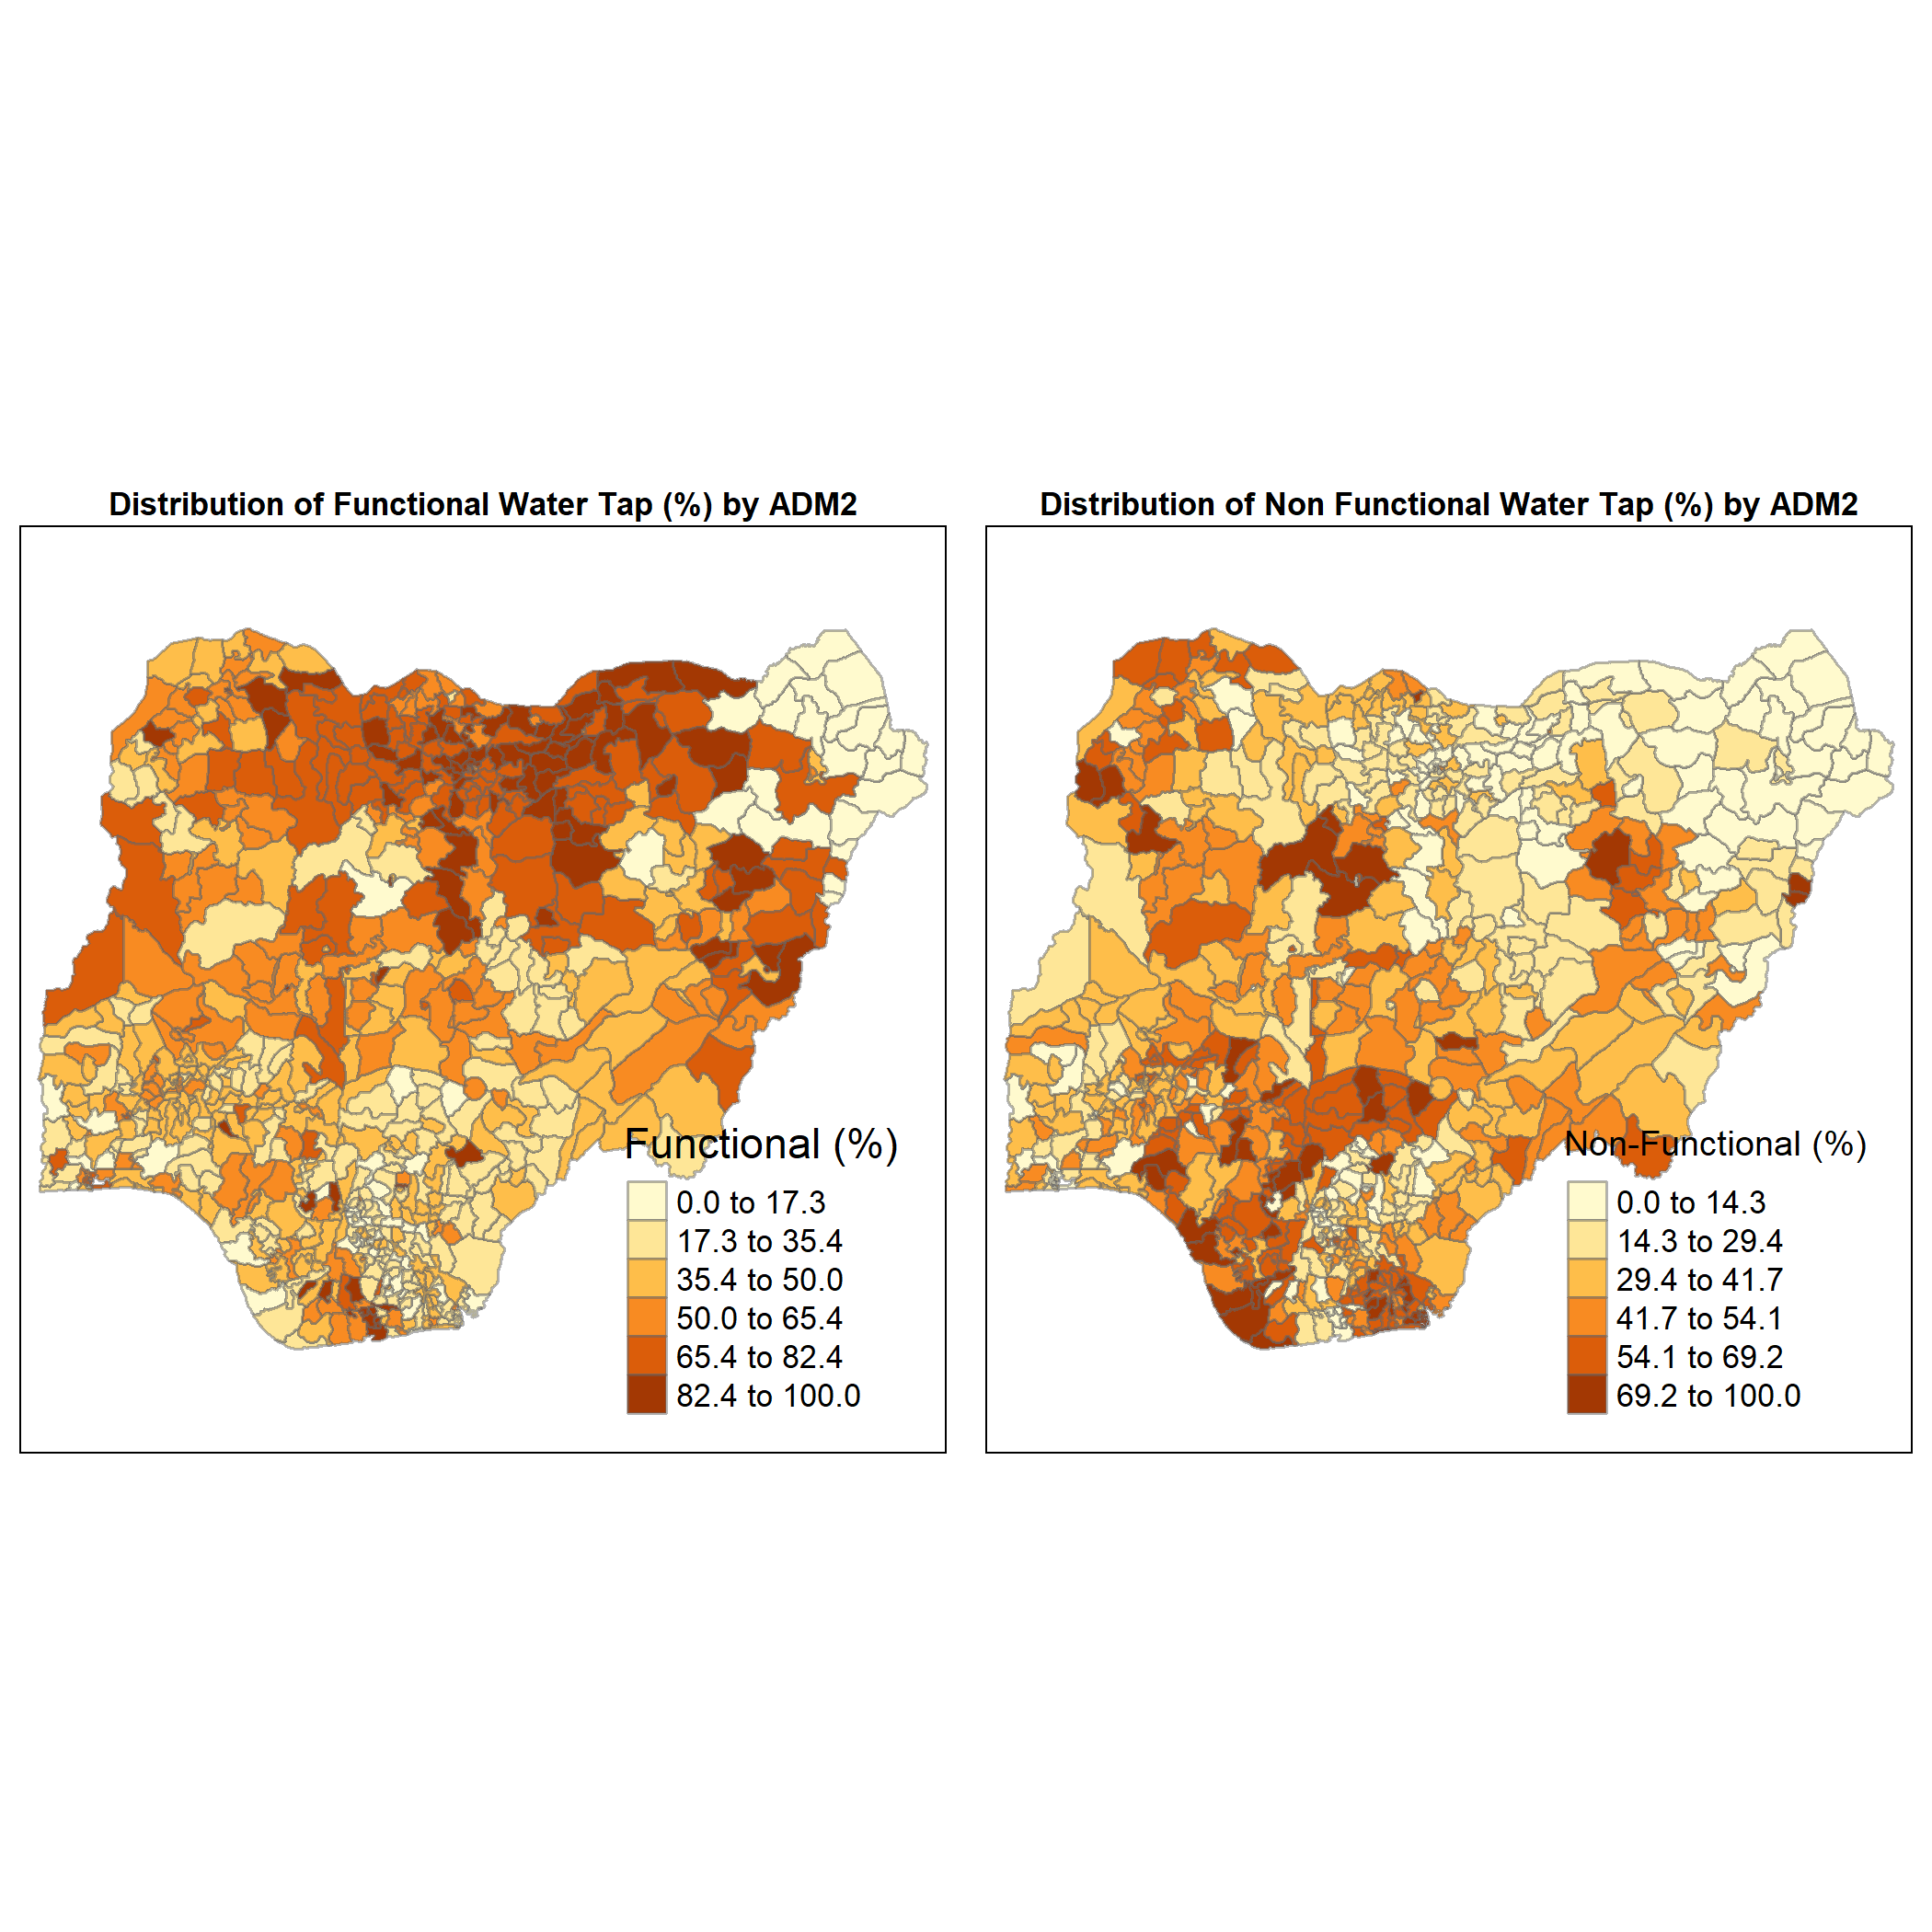 Distribution of Functional Water Tap (%) by ADM2
Functional (%)
0.0 to 17.3
17.3 to 35.4
35.4 to 50.0
50.0 to 65.4
65.4 to 82.4
82.4 to 100.0
Distribution of Non Functional Water Tap (%) by ADM2
Non-Functional (%)
0.0 to 14.3
14.3 to 29.4
29.4 to 41.7
41.7 to 54.1
54.1 to 69.2
69.2 to 100.0